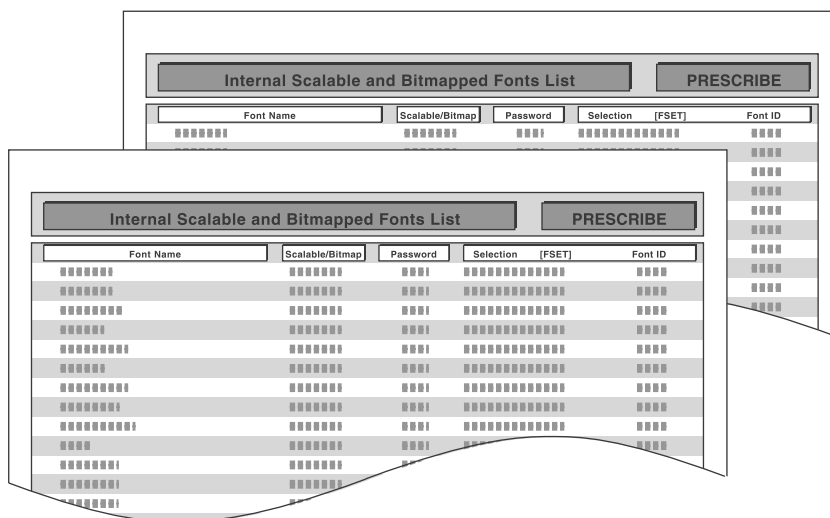 Internal Scalable and Bitmapped Fonts List PRESCRIBE
Font Name Scalable/Bitmap Password Selection [FSET] Font ID
Internal Scalable and Bitmapped Fonts List PRESCRIBE
Font Name Scalable/Bitmap Password Selection [FSET] Font ID